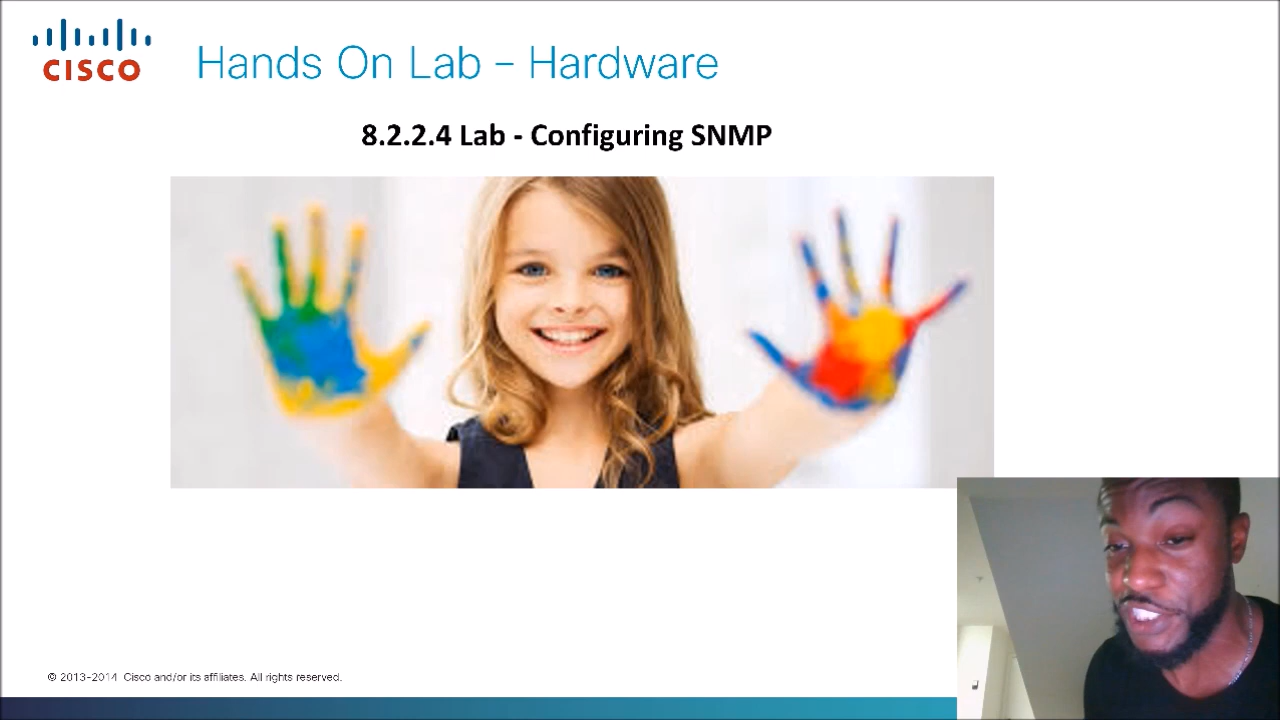 CISCO
Hands On Lab – Hardware
8.2.2.4 Lab - Configuring SNMP
© 2013-2014 Cisco and/or its affiliates. All rights reserved.